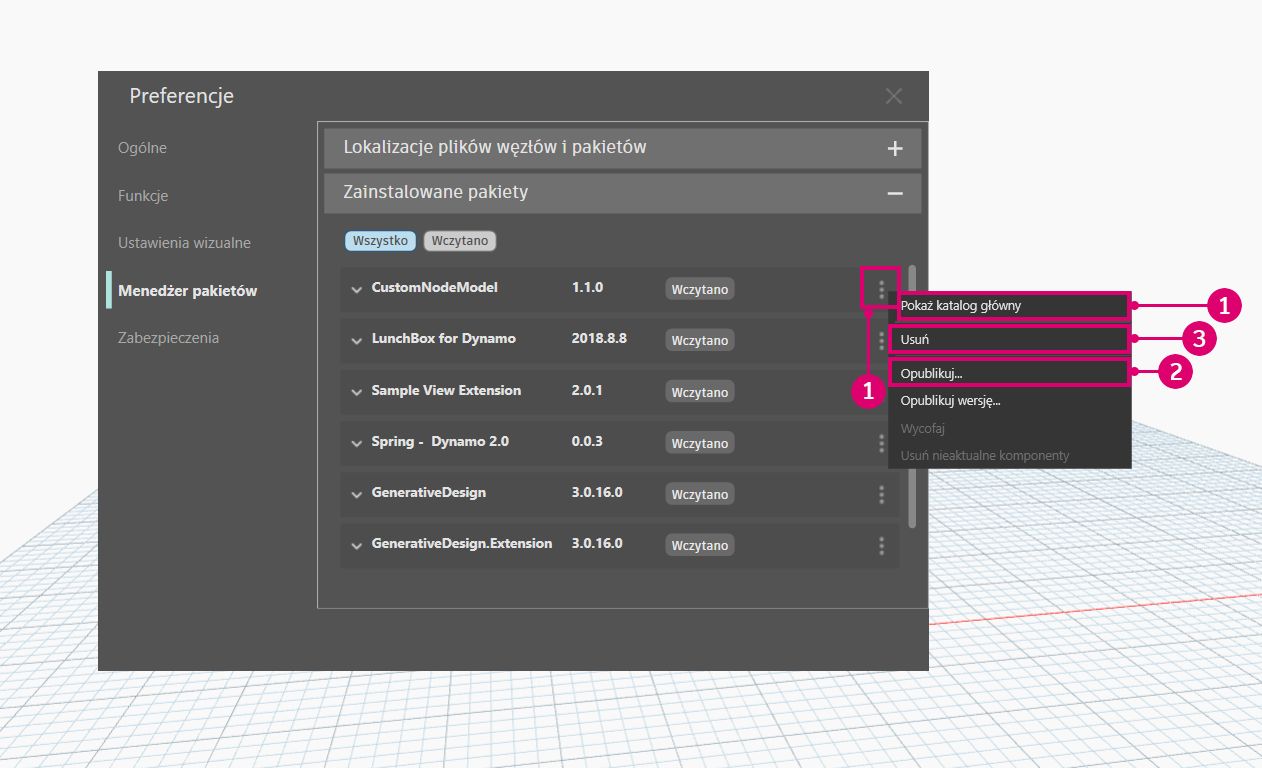 Preferencje
Ogólne
Funkcje
Ustawienia wizualne
Menedżer pakietów
Zabezpieczenia
Lokalizacje plików węzłów i pakietów
Zainstalowane pakiety
Wszystko Wczytano
CustomNodeModel 1.1.0 Wczytano
LunchBox for Dynamo 2018.8.8 Wczytano
Sample View Extension 2.0.1 Wczytano
Spring - Dynamo 2.0 0.0.3 Wczytano
GenerativeDesign 3.0.16.0 Wczytano
GenerativeDesign.Extension 3.0.16.0 Wczytano
1
Pokaż katalog główny 1
Usuń 3
Opublikuj... 2
Opublikuj wersję...
Wycofaj
Usuń nieaktualne komponenty